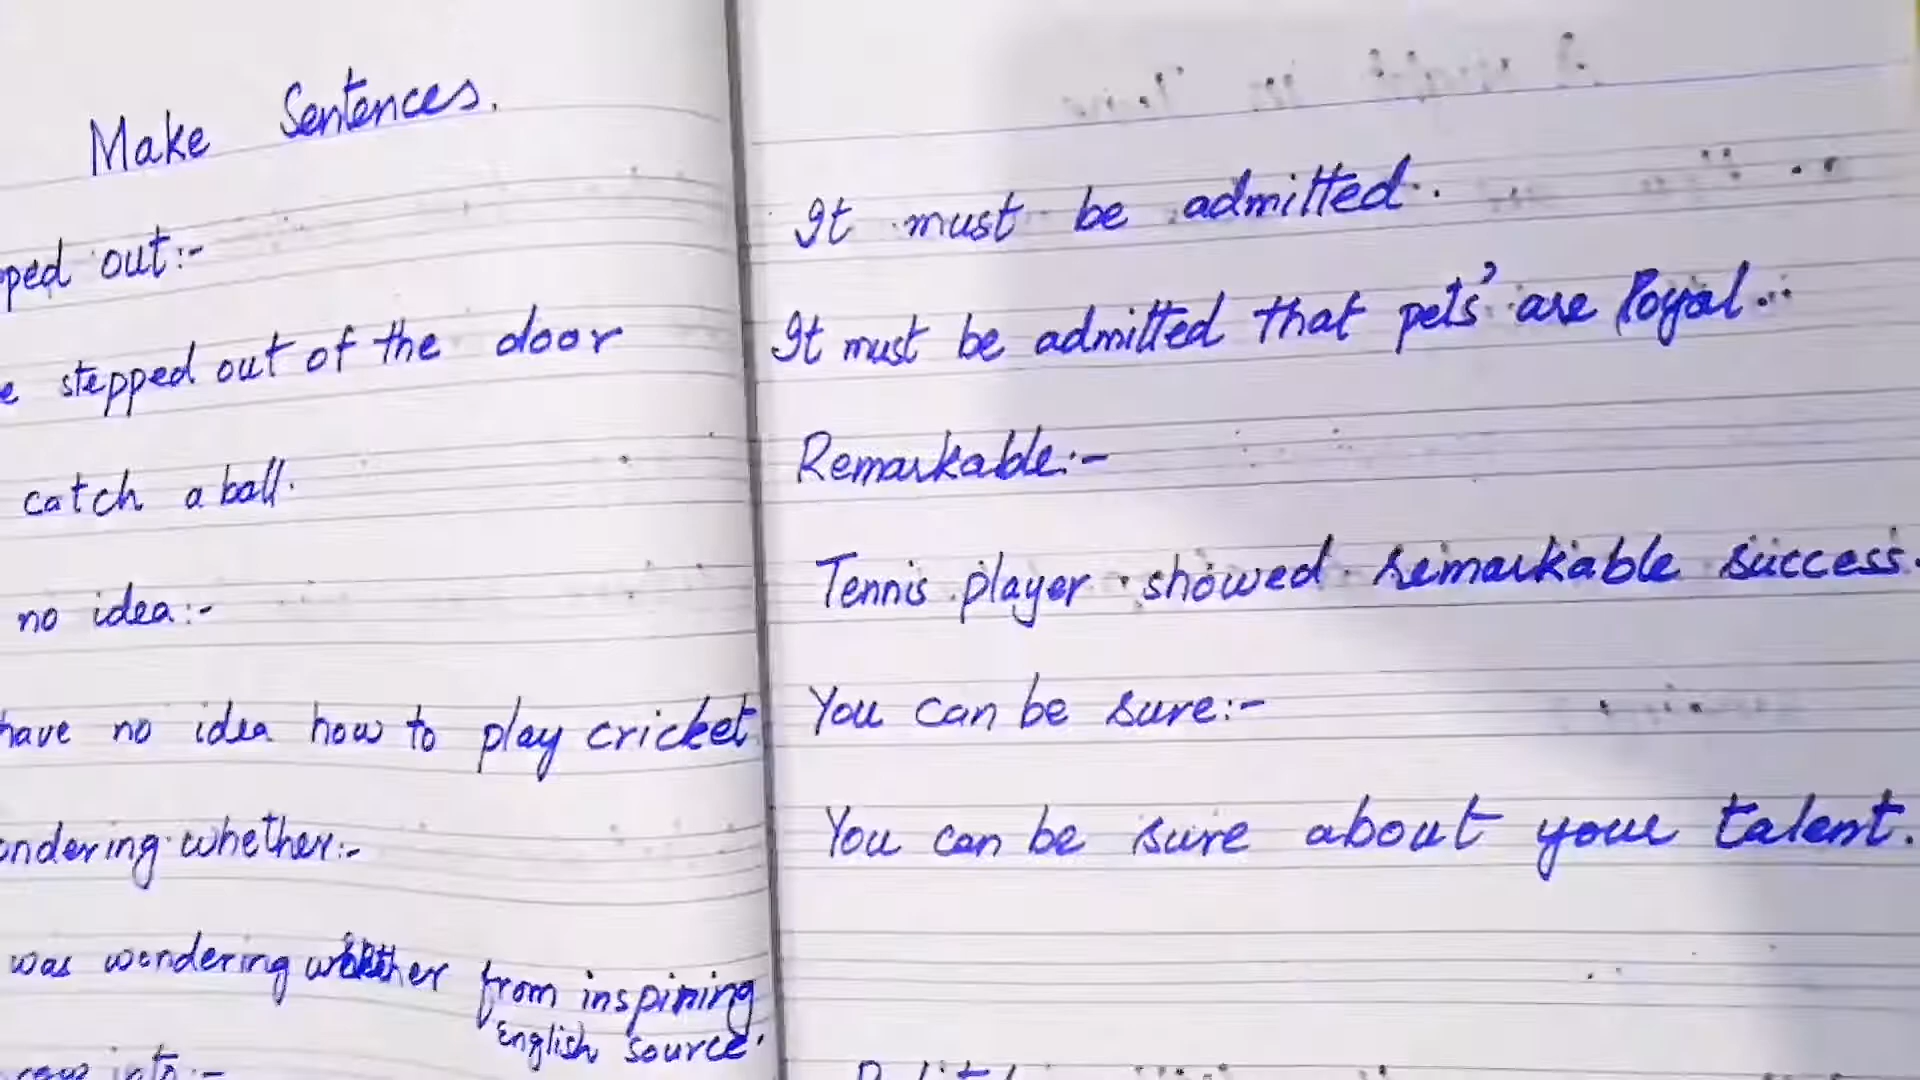 Make Sentences.
out:-
stepped out of the door
catch a ball.
no idea:-
have no idea how to play cricket
whether:-
was wondering whether from inspiring
English source.
It must be admitted.
It must be admitted that pets' are loyal.
Remarkable:-
Tennis player showed remarkable success.
You can be sure:-
You can be sure about your talent.